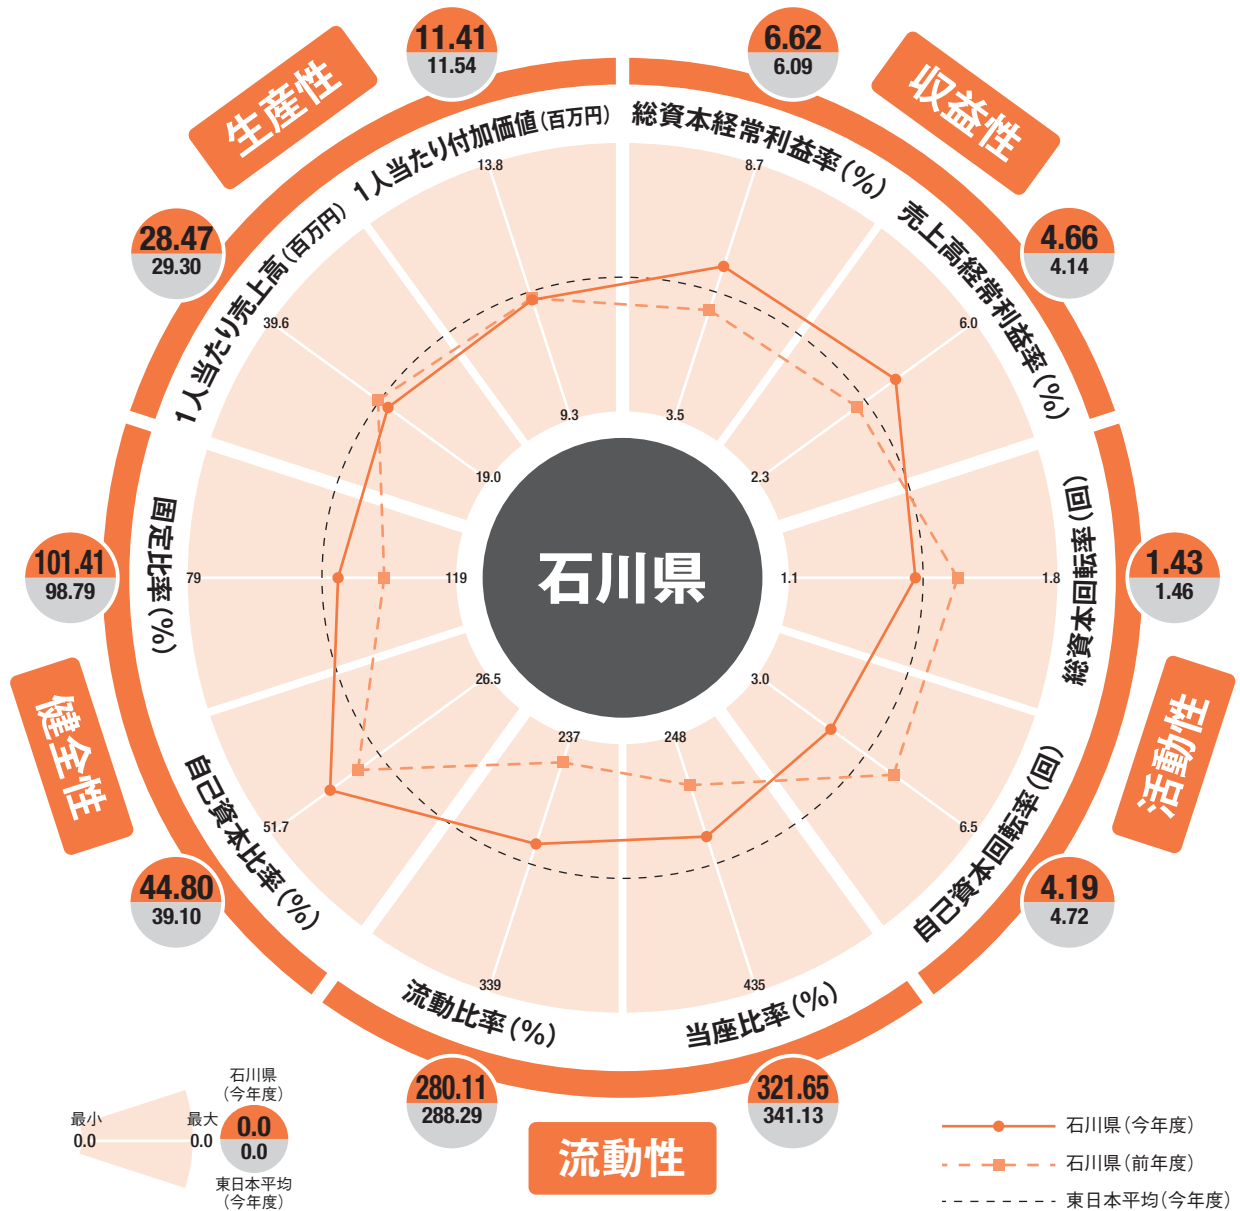 生産性
11.41
11.54
1人当たり付加価値(百万円)
13.8
9.3
28.47
29.30
1人当たり売上高(百万円)
39.6
19.0
収益性
6.62
6.09
総資本経常利益率(%)
8.7
3.5
4.66
4.14
売上高経常利益率(%)
6.0
2.3
活動性
1.43
1.46
総資本回転率(回)
1.8
1.1
4.19
4.72
自己資本回転率(回)
6.5
3.0
流動性
321.65
341.13
当座比率(%)
435
248
280.11
288.29
流動比率(%)
339
237
健全性
44.80
39.10
自己資本比率(%)
51.7
26.5
101.41
98.79
固定比率(%)
79
119
石川県
石川県
(今年度)
最小
0.0
最大
0.0
0.0
0.0
東日本平均
(今年度)
石川県(今年度)
石川県(前年度)
東日本平均(今年度)